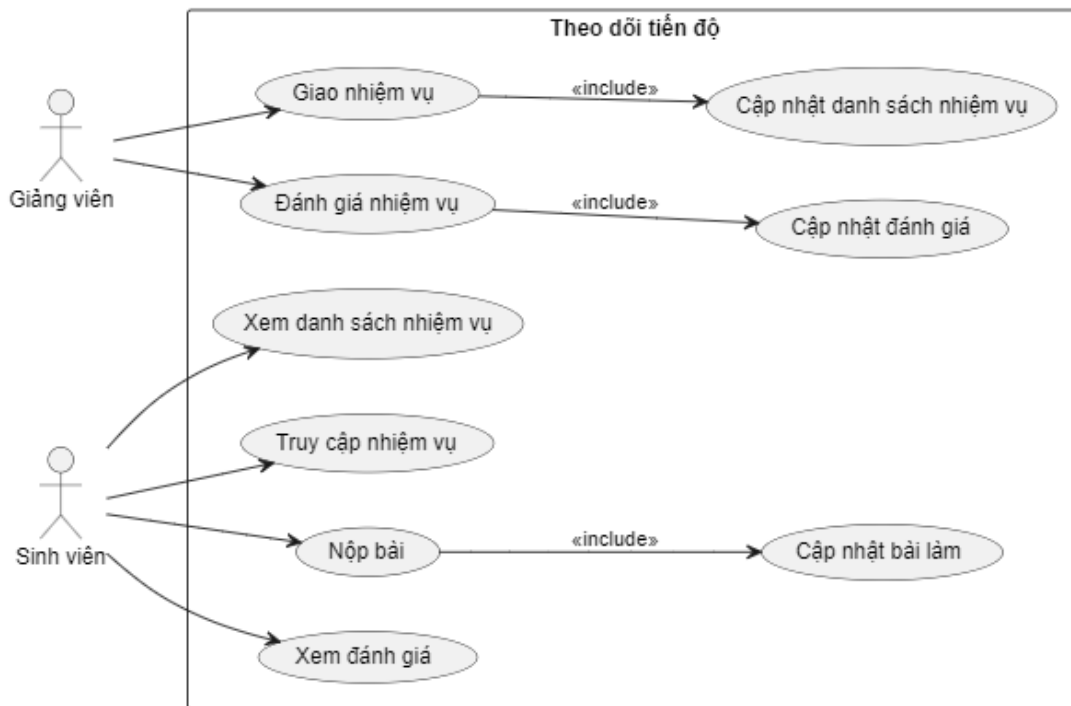 Theo dõi tiến độ
Giao nhiệm vụ
«include»
Cập nhật danh sách nhiệm vụ
Giảng viên
Đánh giá nhiệm vụ
«include»
Cập nhật đánh giá
Xem danh sách nhiệm vụ
Truy cập nhiệm vụ
Sinh viên
Nộp bài
«include»
Cập nhật bài làm
Xem đánh giá